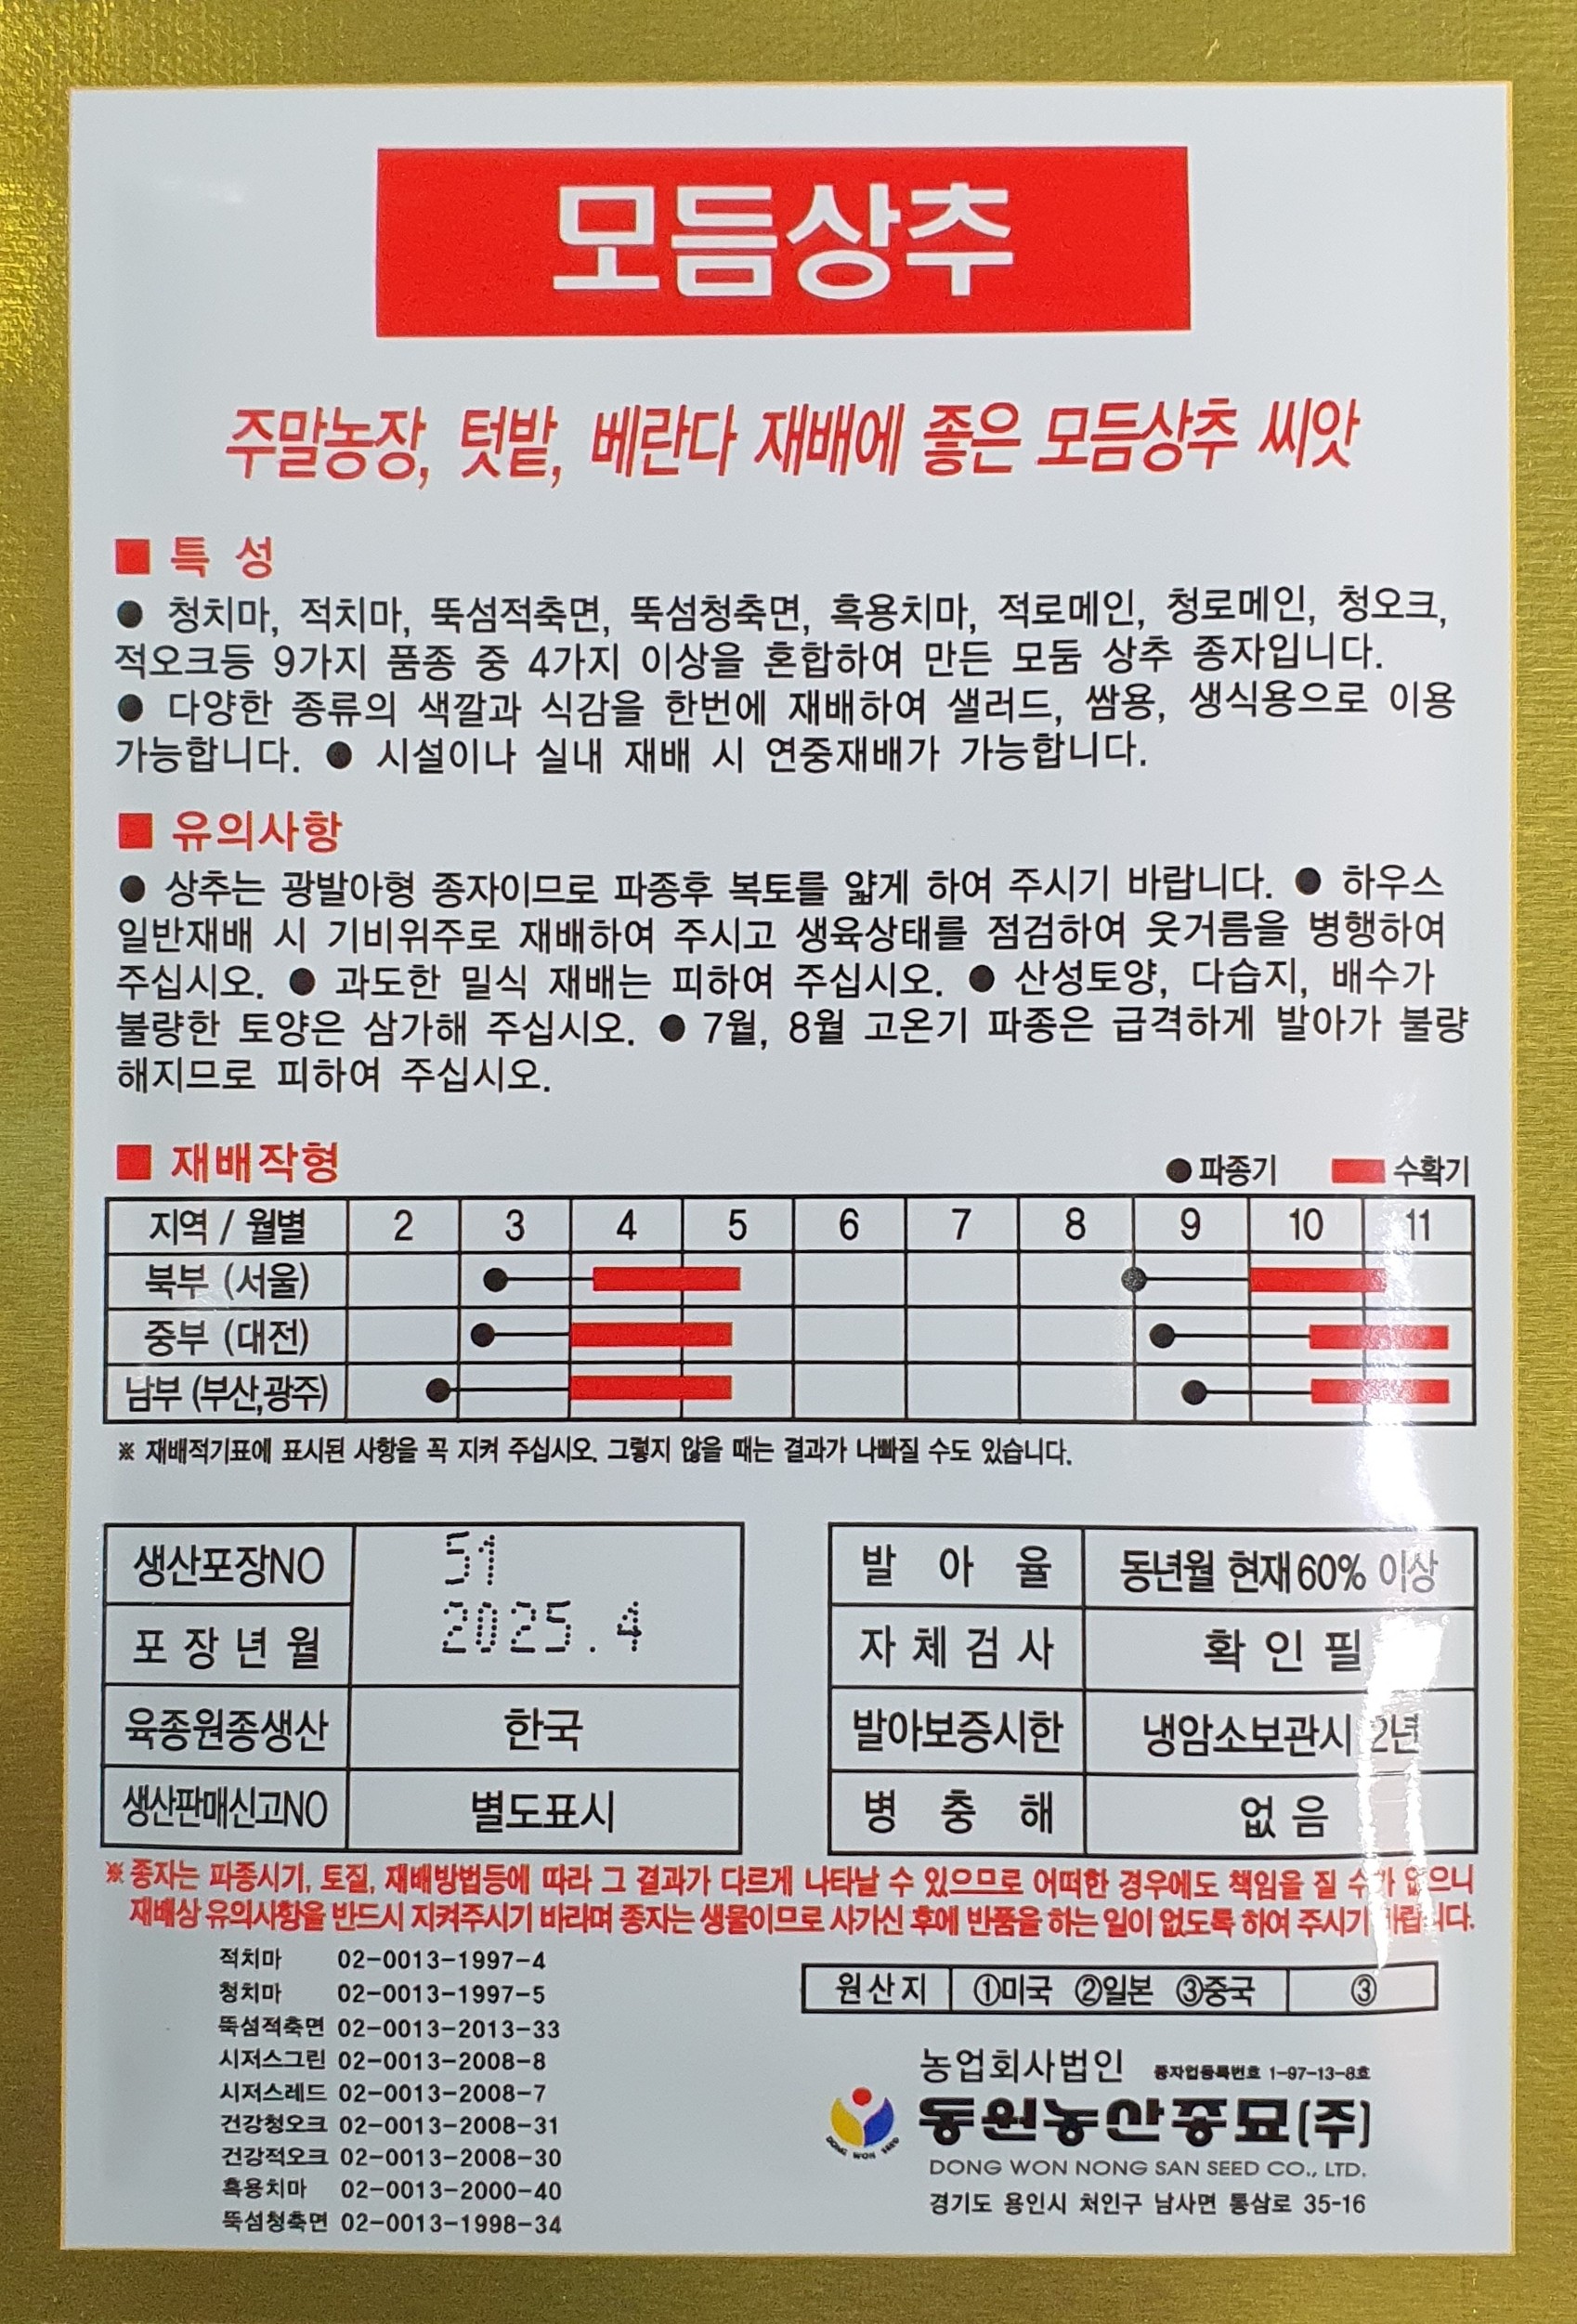 모듬상추
주말농장, 텃밭, 베란다 재배에 좋은 모듬상추 씨앗
■ 특 성
● 청치마, 적치마, 뚝섬적축면, 뚝섬청축면, 흑용치마, 적로메인, 청로메인, 청오크,
적오크등 9가지 품종 중 4가지 이상을 혼합하여 만든 모둠 상추 종자입니다.
● 다양한 종류의 색깔과 식감을 한번에 재배하여 샐러드, 쌈용, 생식용으로 이용
가능합니다. ● 시설이나 실내 재배 시 연중재배가 가능합니다.
■ 유의사항
● 상추는 광발아형 종자이므로 파종후 복토를 얇게 하여 주시기 바랍니다. ● 하우스
일반재배 시 기비위주로 재배하여 주시고 생육상태를 점검하여 웃거름을 병행하여
주십시오. ● 과도한 밀식 재배는 피하여 주십시오. ● 산성토양, 다습지, 배수가
불량한 토양은 삼가해 주십시오. ● 7월, 8월 고온기 파종은 급격하게 발아가 불량
해지므로 피하여 주십시오.
■ 재배작형 ● 파종기 수확기
지역 / 월별 2 3 4 5 6 7 8 9 10 11
북부 (서울)
중부 (대전)
남부 (부산,광주)
※ 재배적기표에 표시된 사항을 꼭 지켜 주십시오. 그렇지 않을 때는 결과가 나빠질 수도 있습니다.
생산포장NO 51
포 장 년 월 2025.4
육종원종생산 한국
생산판매신고NO 별도표시
발 아 율 동년월 현재 60% 이상
자 체 검 사 확 인 필
발아보증시한 냉암소보관시 2년
병 충 해 없 음
※ 종자는 파종시기, 토질, 재배방법등에 따라 그 결과가 다르게 나타날 수 있으므로 어떠한 경우에도 책임을 질 수가 없으니
재배상 유의사항을 반드시 지켜주시기 바라며 종자는 생물이므로 사가신 후에 반품을 하는 일이 없도록 하여 주시기 바랍니다.
적치마 02-0013-1997-4
청치마 02-0013-1997-5
뚝섬적축면 02-0013-2013-33
시저스그린 02-0013-2008-8
시저스레드 02-0013-2008-7
건강청오크 02-0013-2008-31
건강적오크 02-0013-2008-30
흑용치마 02-0013-2000-40
뚝섬청축면 02-0013-1998-34
원산지 ①미국 ②일본 ③중국 ③
농업회사법인 종자업등록번호 1-97-13-8호
동원농산종묘(주)
DONG WON SEED
DONG WON NONG SAN SEED CO., LTD.
경기도 용인시 처인구 남사면 통삼로 35-16